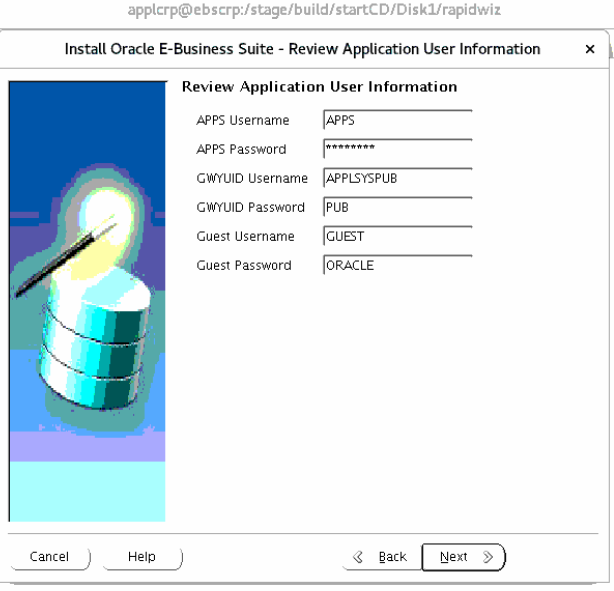 applcrp@ebscrp:/stage/build/startCD/Disk1/rapidwiz
Install Oracle E-Business Suite - Review Application User Information ×
Review Application User Information
APPS Username APPS
APPS Password ********
GWYUID Username APPLSYSPUB
GWYUID Password PUB
Guest Username GUEST
Guest Password ORACLE
Cancel Help Back Next